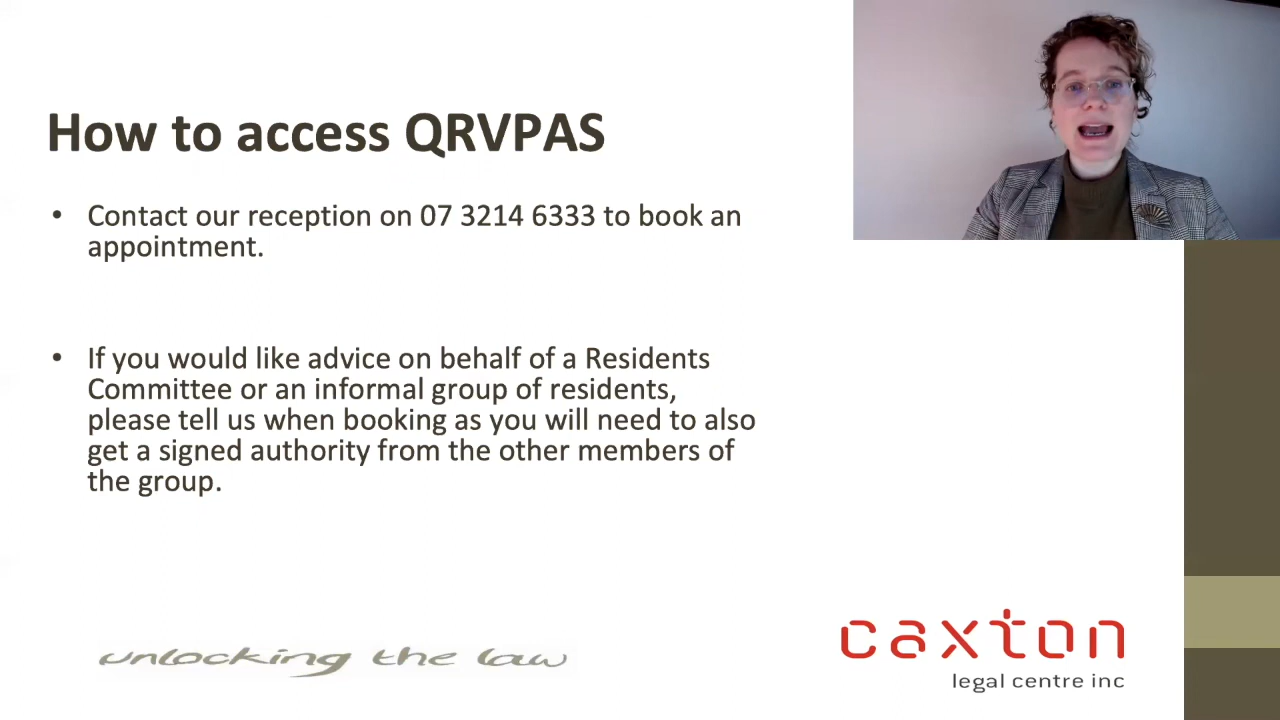 How to access QRVPAS
• Contact our reception on 07 3214 6333 to book an
appointment.
• If you would like advice on behalf of a Residents
Committee or an informal group of residents,
please tell us when booking as you will need to also
get a signed authority from the other members of
the group.
unlocking the law
caxton
legal centre inc